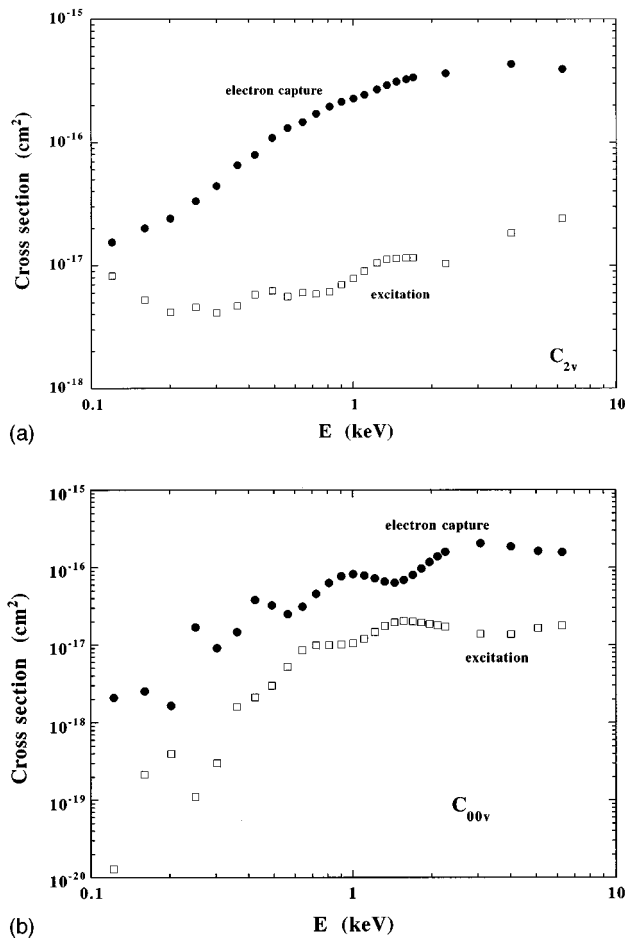 10⁻¹⁵
electron capture
10⁻¹⁶
Cross section (cm²)
10⁻¹⁷
excitation
C₂ᵥ
10⁻¹⁸
0.1
1
10
(a)
E (keV)
10⁻¹⁵
electron capture
10⁻¹⁶
10⁻¹⁷
excitation
Cross section (cm²)
10⁻¹⁸
10⁻¹⁹
C₀₀ᵥ
10⁻²⁰
0.1
1
10
(b)
E (keV)